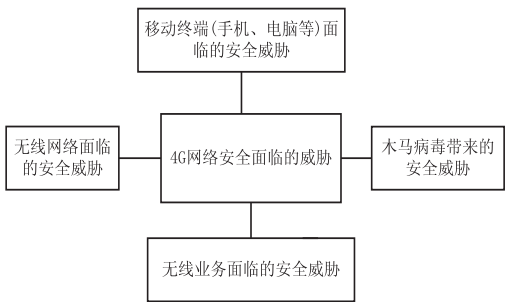 移动终端(手机、电脑等)面
临的安全威胁
无线网络面临
的安全威胁
4G网络安全面临的威胁
木马病毒带来的
安全威胁
无线业务面临的安全威胁